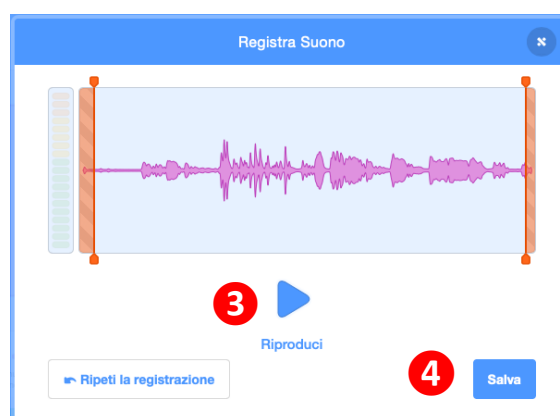 Registra Suono
3
Riproduci
Ripeti la registrazione
4
Salva